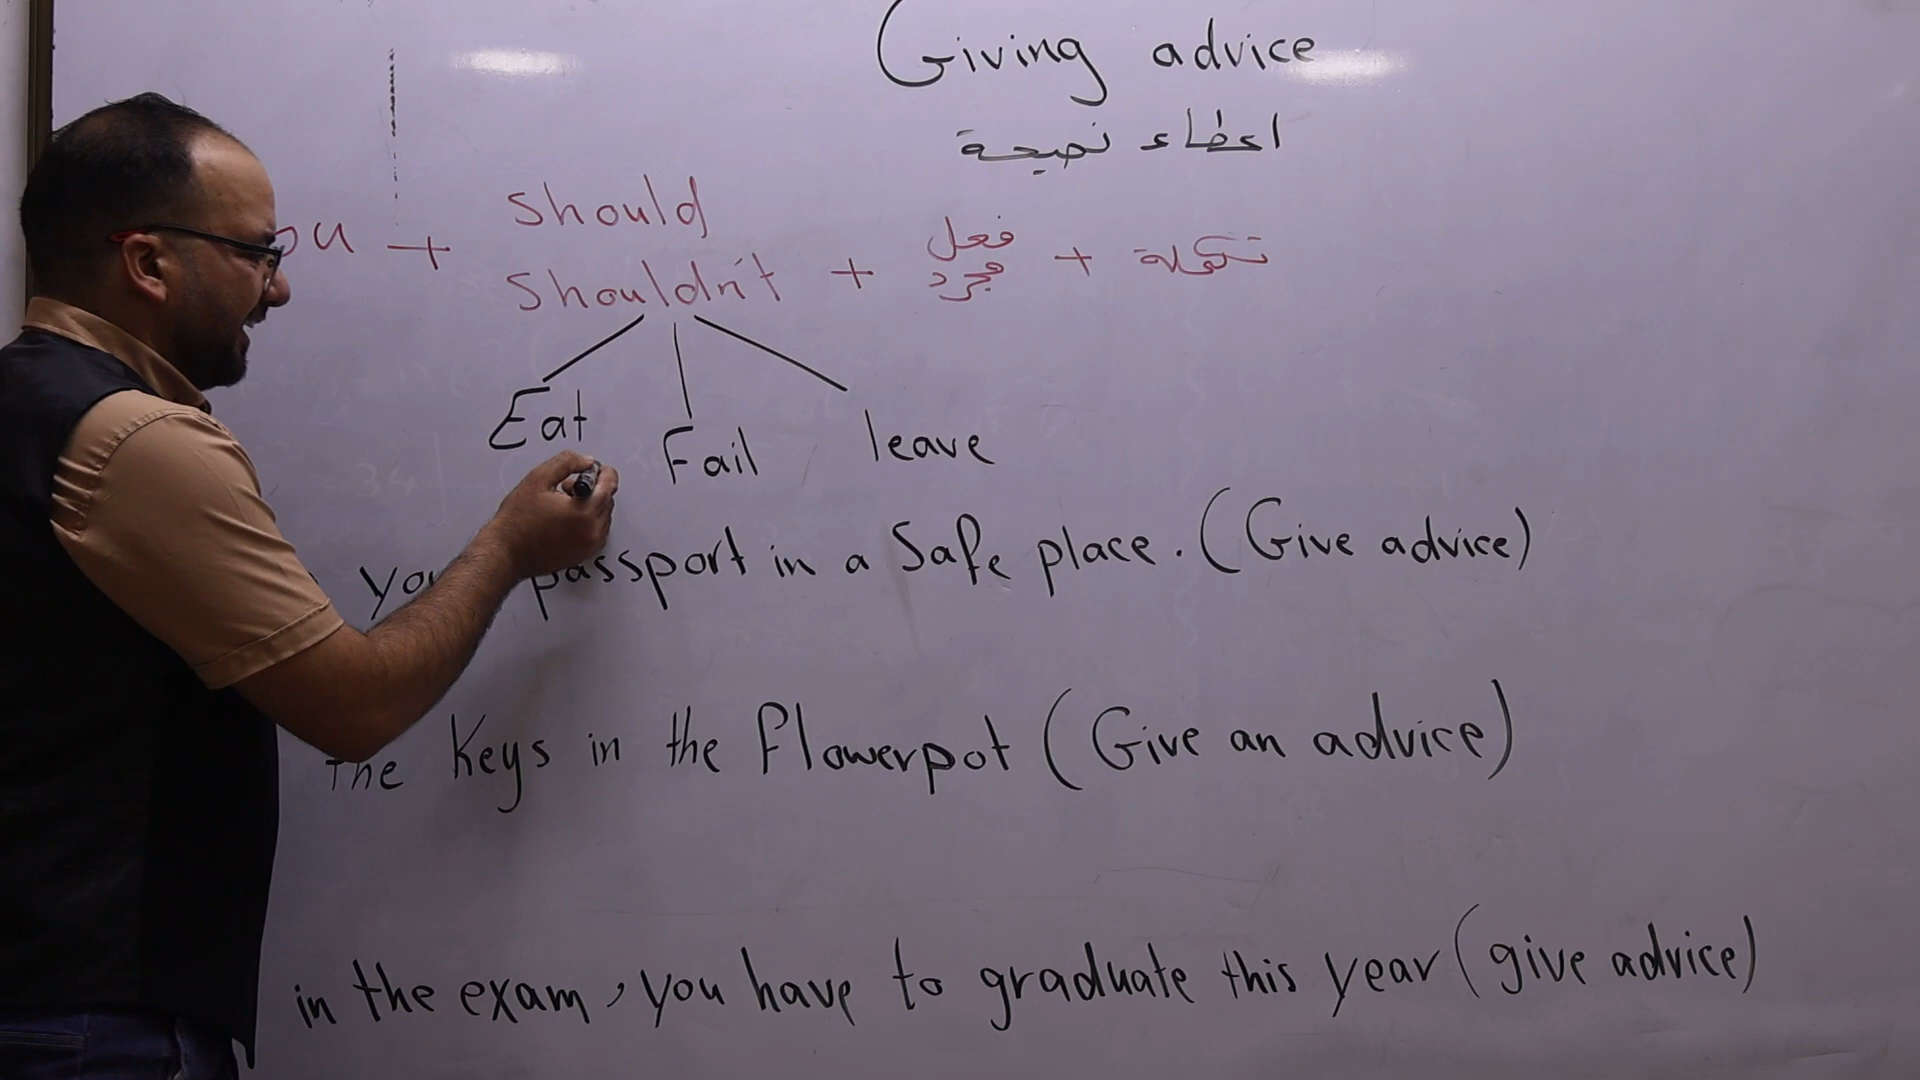 Giving advice
اعطاء نصيحة
ou + should shouldn't + فعل مجرد + تكملة
Eat Fail leave
passport in a safe place. (Give advice)
the Keys in the flowerpot (Give an advice)
in the exam, you have to graduate this year (give advice)